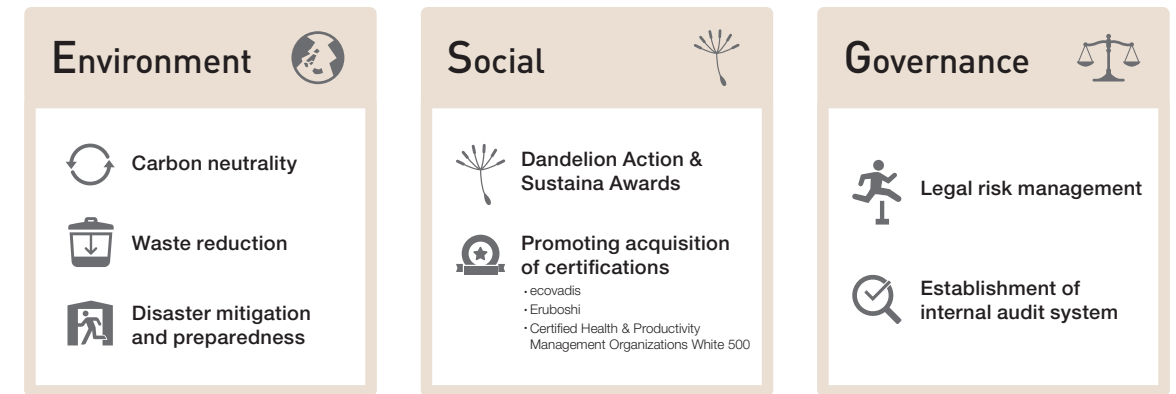 Environment
Carbon neutrality
Waste reduction
Disaster mitigation
and preparedness
Social
Dandelion Action &
Sustaina Awards
Promoting acquisition
of certifications
・ecovadis
・Eruboshi
・Certified Health & Productivity
Management Organizations White 500
Governance
Legal risk management
Establishment of
internal audit system